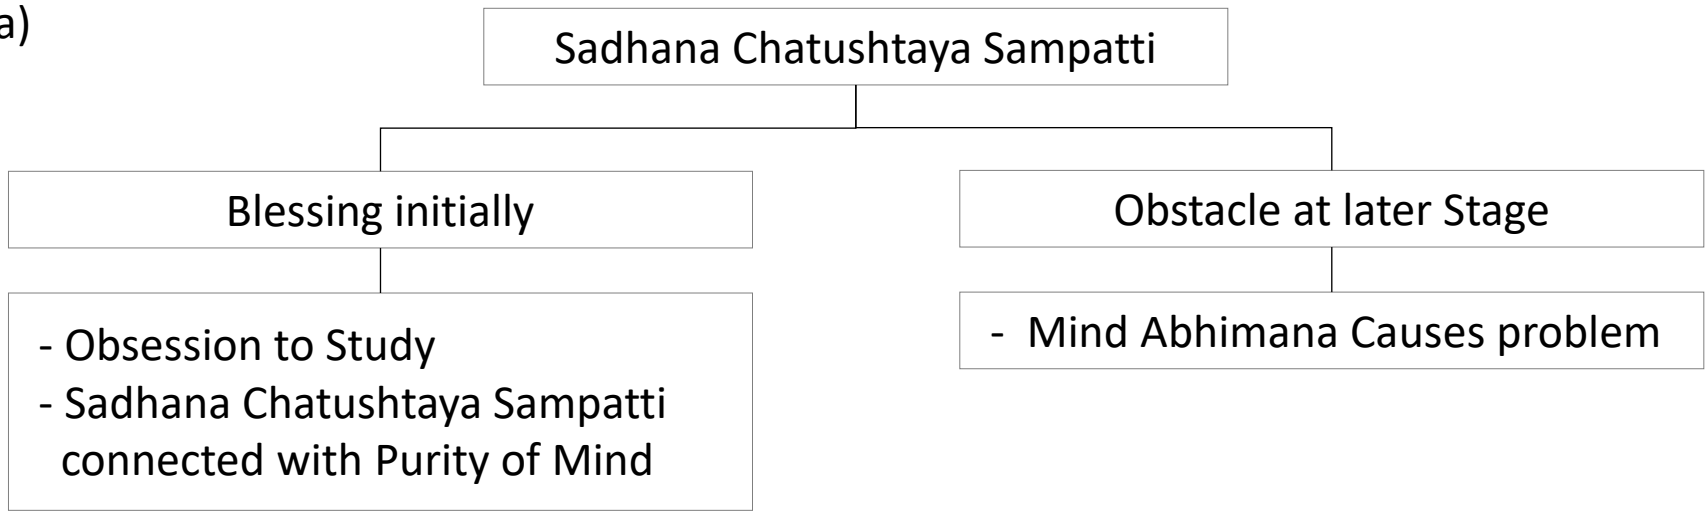 a)
Sadhana Chatushtaya Sampatti
Blessing initially
Obstacle at later Stage
- Obsession to Study
- Sadhana Chatushtaya Sampatti
connected with Purity of Mind
- Mind Abhimana Causes problem